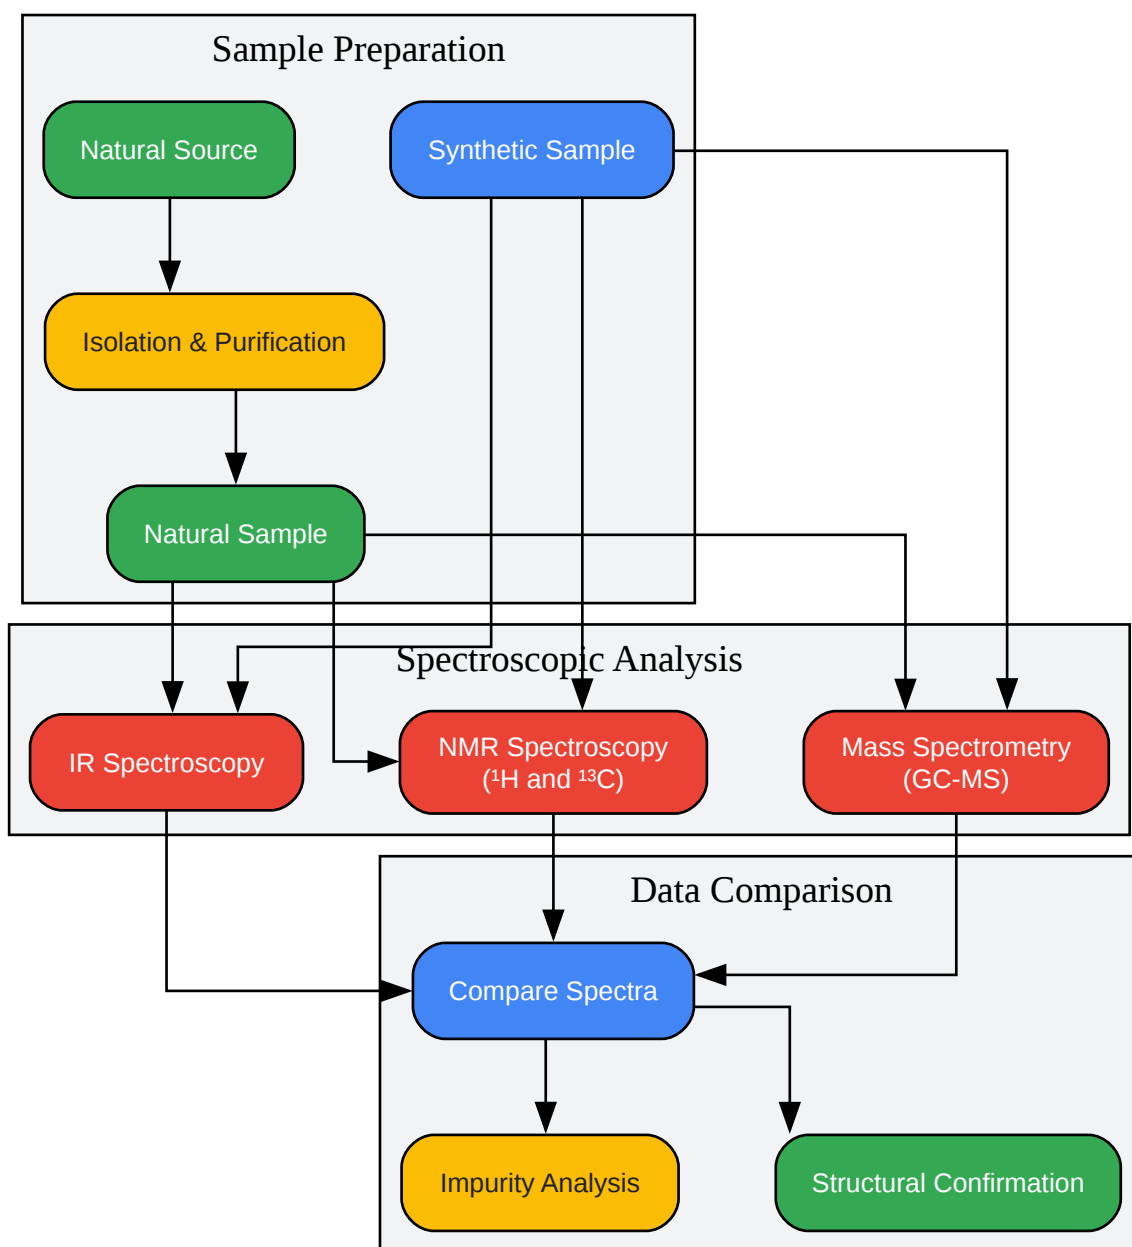 Sample Preparation
Natural Source
Synthetic Sample
Isolation & Purification
Natural Sample
Spectroscopic Analysis
IR Spectroscopy
NMR Spectroscopy
(¹H and ¹³C)
Mass Spectrometry
(GC-MS)
Data Comparison
Compare Spectra
Impurity Analysis
Structural Confirmation